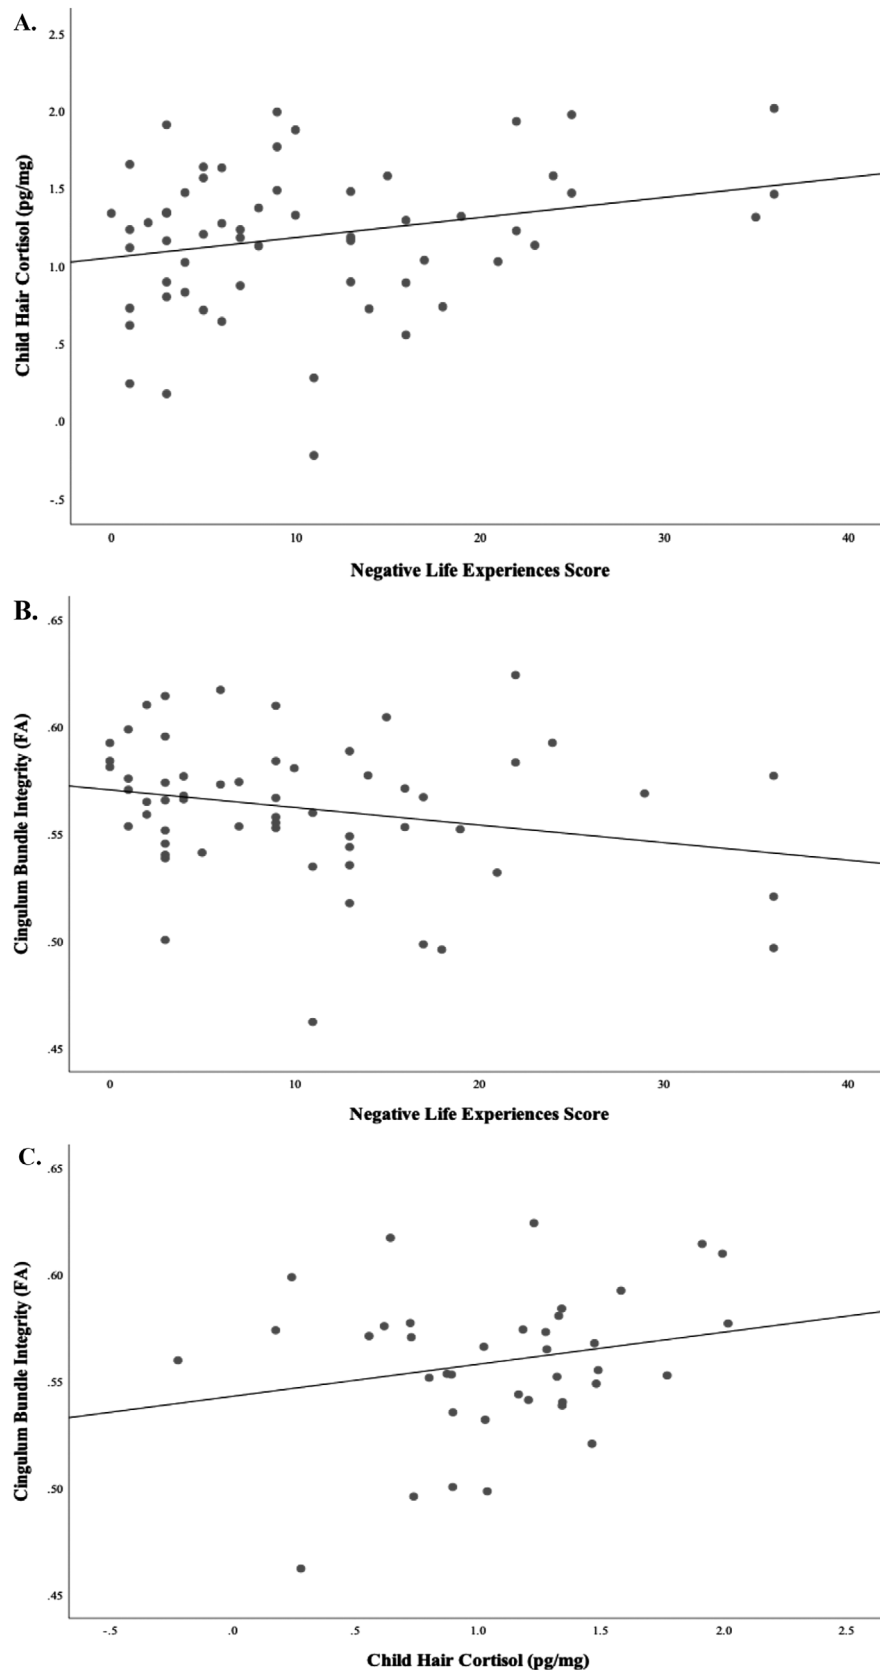 A.
Child Hair Cortisol (pg/mg)
2.5
2.0
1.5
1.0
.5
.0
-.5
0 10 20 30 40
Negative Life Experiences Score
B.
Cingulum Bundle Integrity (FA)
.65
.60
.55
.50
.45
0 10 20 30 40
Negative Life Experiences Score
C.
Cingulum Bundle Integrity (FA)
.65
.60
.55
.50
.45
-.5 .0 .5 1.0 1.5 2.0 2.5
Child Hair Cortisol (pg/mg)